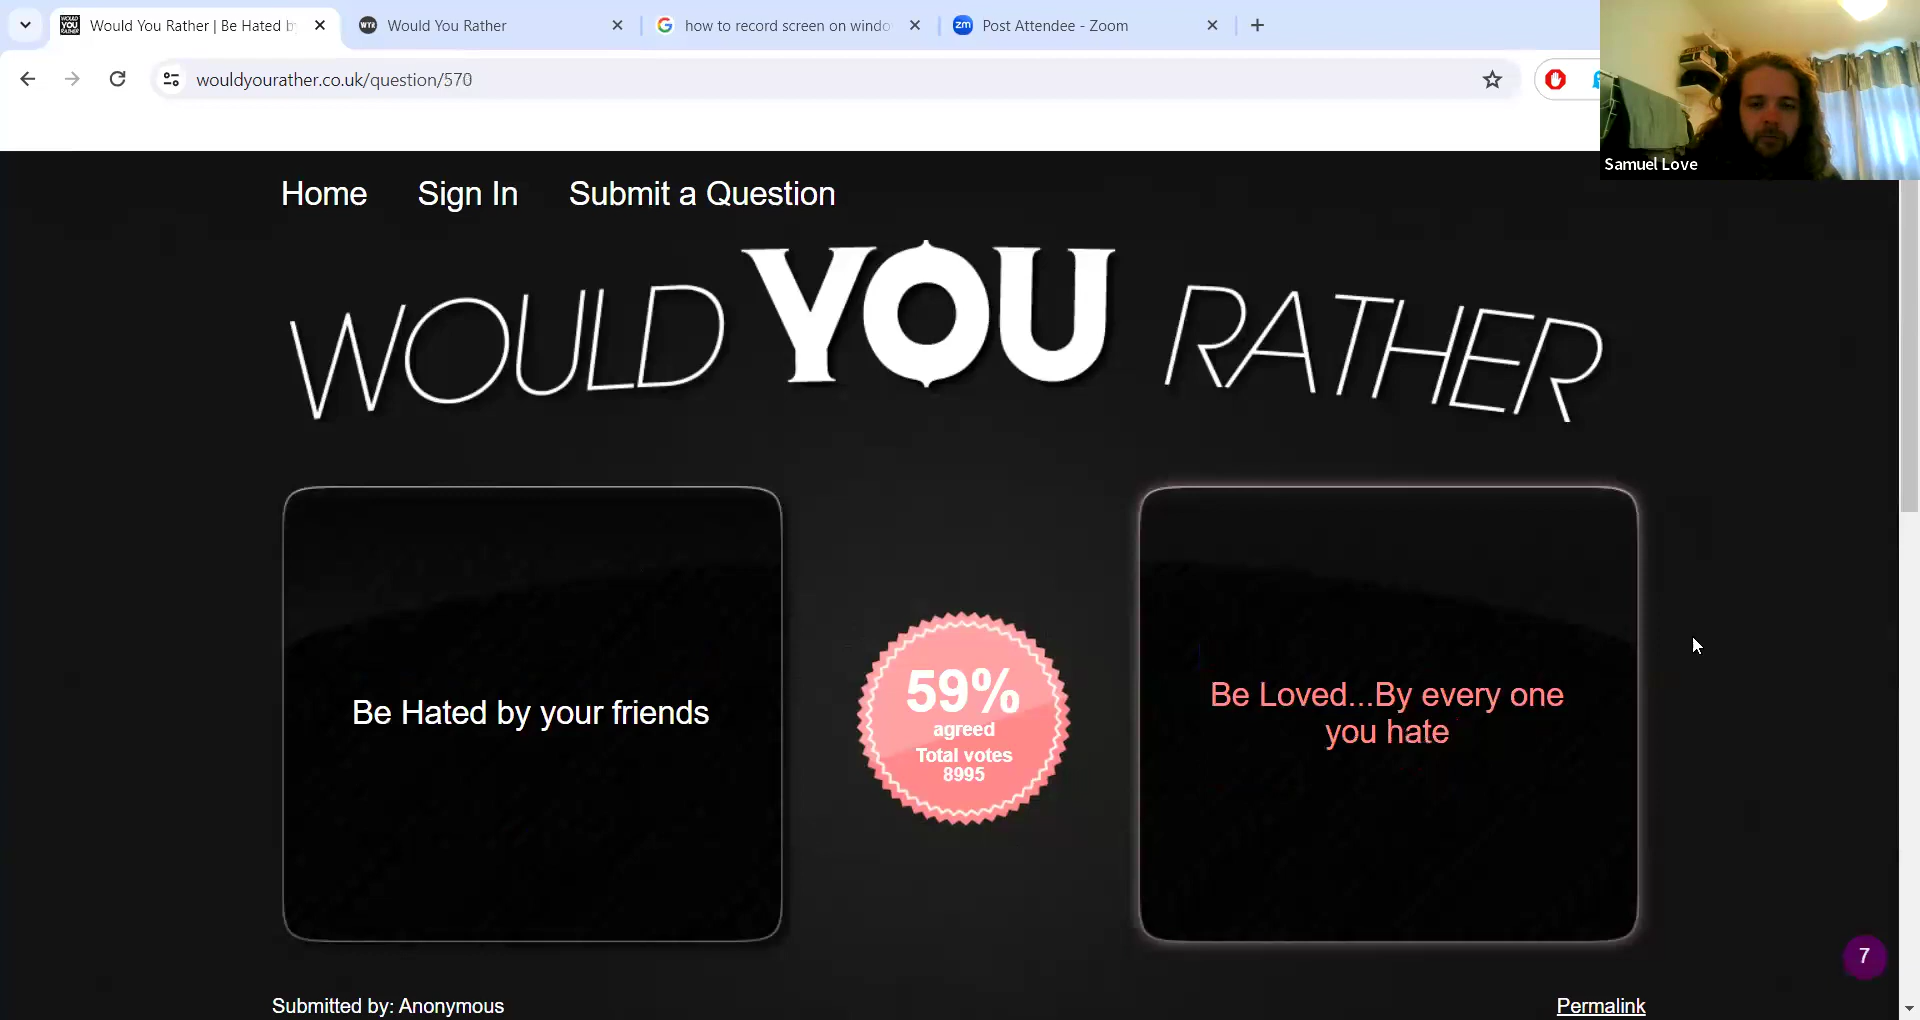 Would You Rather | Be Hated by
Would You Rather
how to record screen on windo
zm
Post Attendee - Zoom
wouldyourather.co.uk/question/570
Samuel Love
Home
Sign In
Submit a Question
WOULD YOU RATHER
Be Hated by your friends
59%
agreed
Total votes
8995
Be Loved...By every one
you hate
7
Submitted by: Anonymous
Permalink